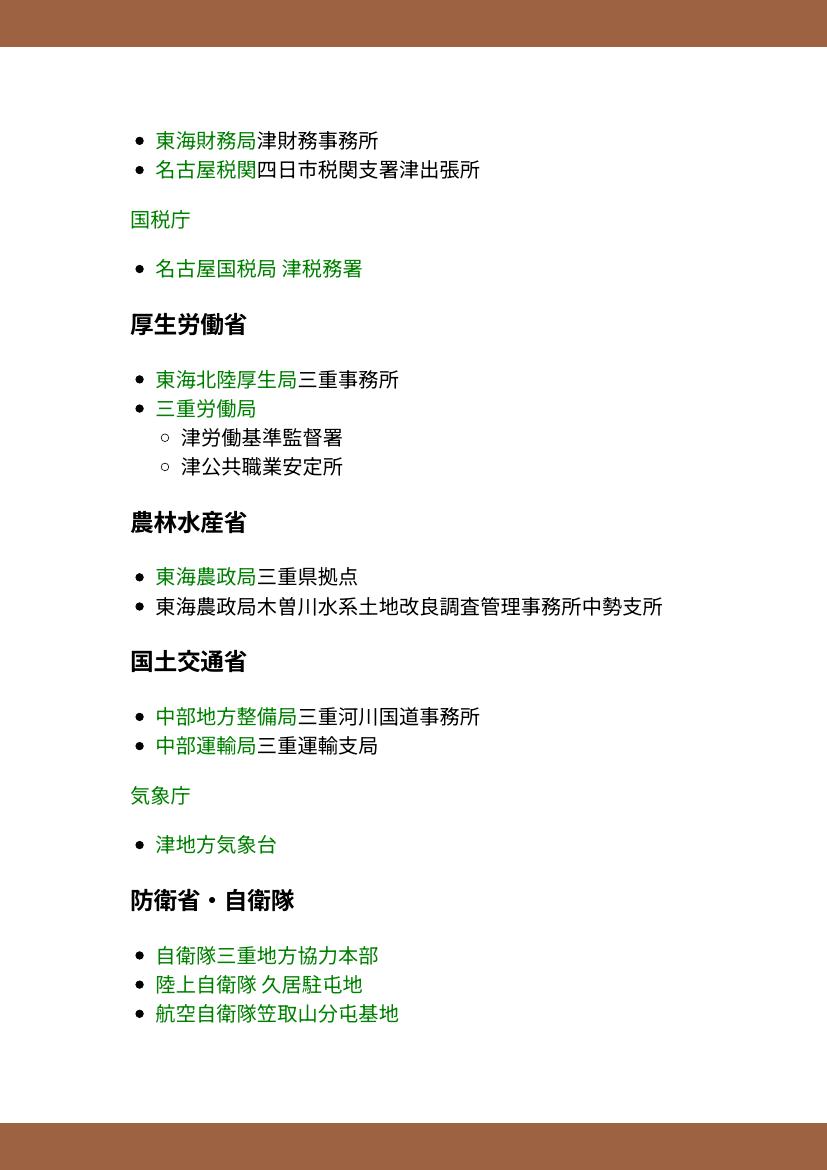 東海財務局津財務事務所
名古屋税関四日市税関支署津出張所
国税庁
名古屋国税局 津税務署
厚生労働省
東海北陸厚生局三重事務所
三重労働局
津労働基準監督署
津公共職業安定所
農林水産省
東海農政局三重県拠点
東海農政局木曽川水系土地改良調査管理事務所中勢支所
国土交通省
中部地方整備局三重河川国道事務所
中部運輸局三重運輸支局
気象庁
津地方気象台
防衛省・自衛隊
自衛隊三重地方協力本部
陸上自衛隊 久居駐屯地
航空自衛隊笠取山分屯基地